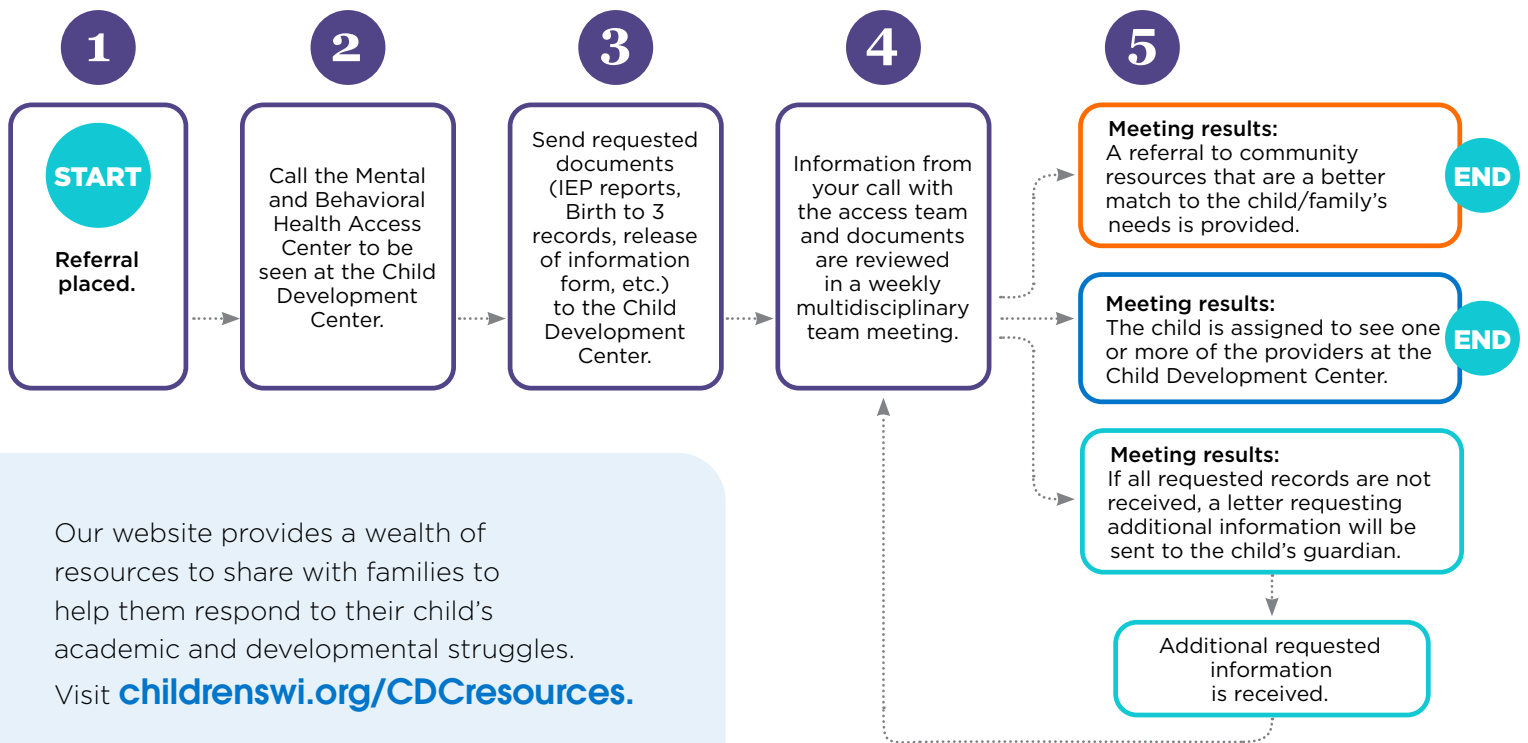 1
2
3
4
5
START
Referral
placed.
Call the Mental
and Behavioral
Health Access
Center to be
seen at the Child
Development
Center.
Send requested
documents
(IEP reports,
Birth to 3
records, release
of information
form, etc.)
to the Child
Development
Center.
Information from
your call with
the access team
and documents
are reviewed
in a weekly
multidisciplinary
team meeting.
Meeting results:
A referral to community
resources that are a better
match to the child/family’s
needs is provided.
END
Meeting results:
The child is assigned to see one
or more of the providers at the
Child Development Center.
END
Meeting results:
If all requested records are not
received, a letter requesting
additional information will be
sent to the child’s guardian.
Additional requested
information
is received.
Our website provides a wealth of
resources to share with families to
help them respond to their child’s
academic and developmental struggles.
Visit childrenswi.org/CDCresources.